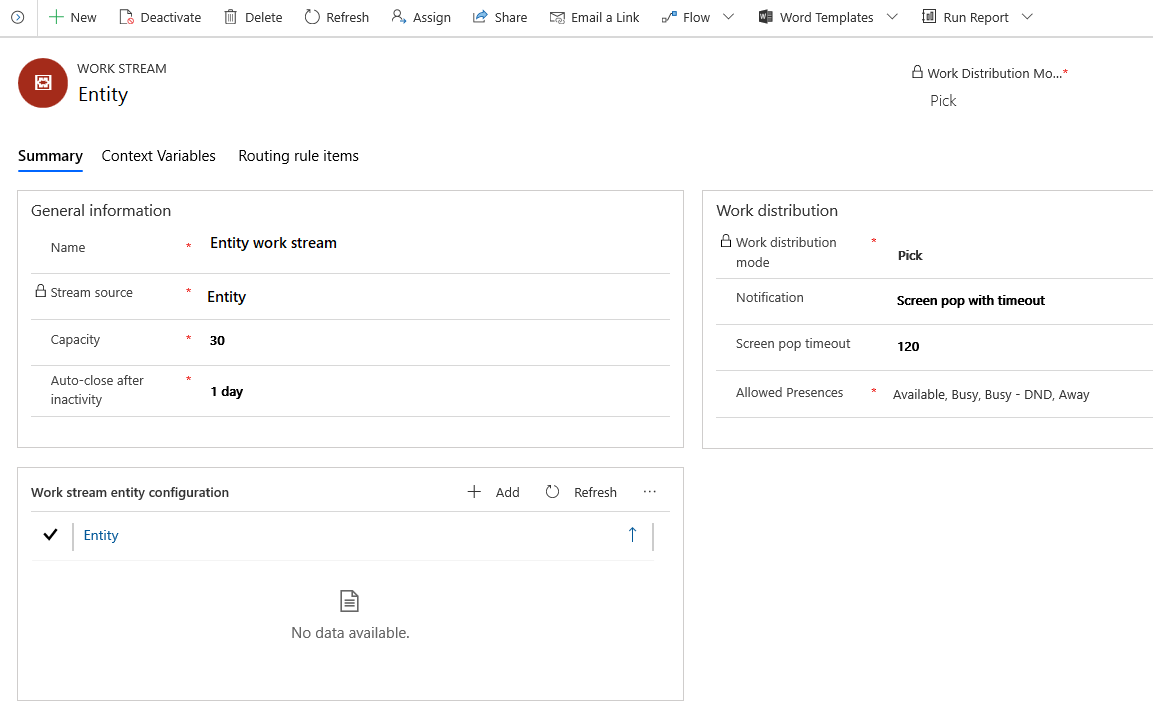 New Deactivate Delete Refresh Assign Share Email a Link Flow Word Templates Run Report
WORK STREAM
Entity
Work Distribution Mo...*
Pick
Summary Context Variables Routing rule items
General information
Name * Entity work stream
Stream source * Entity
Capacity * 30
Auto-close after
inactivity
* 1 day
Work distribution
Work distribution
mode
* Pick
Notification Screen pop with timeout
Screen pop timeout 120
Allowed Presences * Available, Busy, Busy - DND, Away
Work stream entity configuration Add Refresh ...
Entity
No data available.